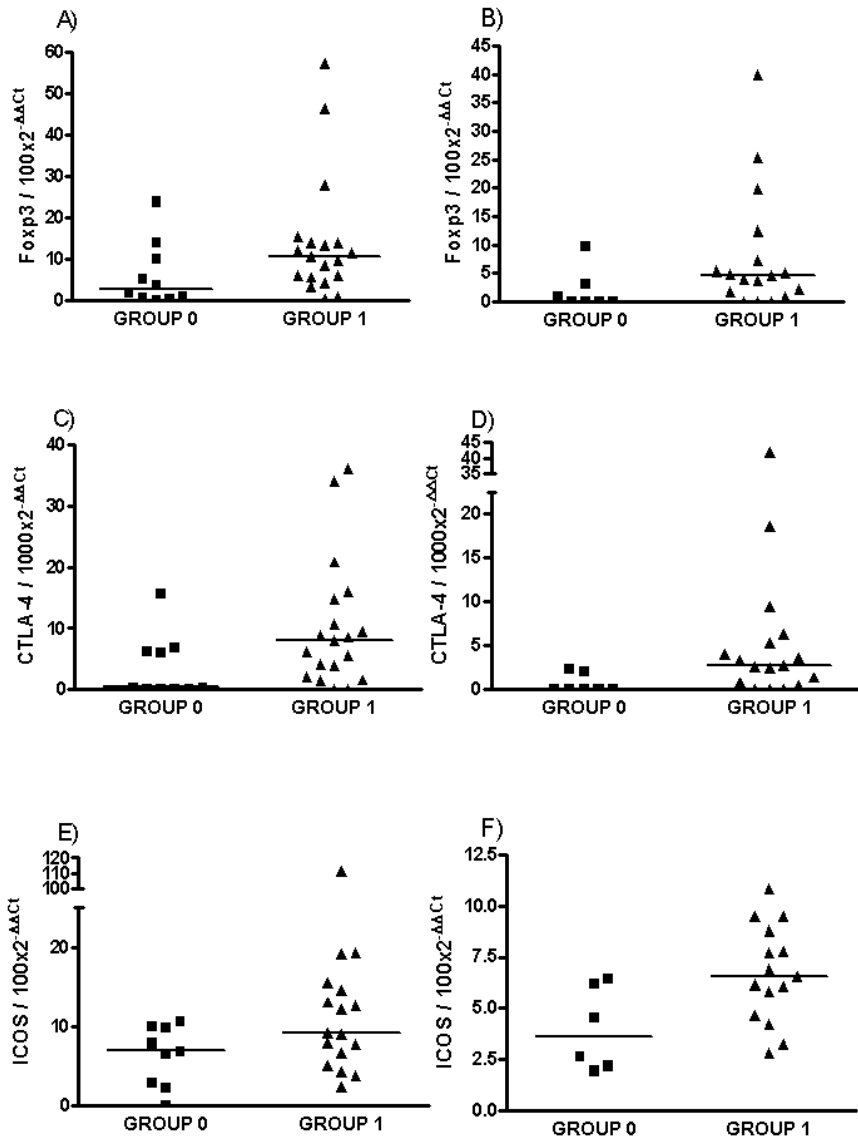 A)
Foxp3 / 100x2-ΔΔCt
60
50
40
30
20
10
0
GROUP 0
GROUP 1
B)
Foxp3 / 100x2-ΔΔCt
45
40
35
30
25
20
15
10
5
0
GROUP 0
GROUP 1
C)
CTLA-4 / 1000x2-ΔΔCt
40
30
20
10
0
GROUP 0
GROUP 1
D)
CTLA-4 / 1000x2-ΔΔCt
45
40
35
20
15
10
5
0
GROUP 0
GROUP 1
E)
ICOS / 100x2-ΔΔCt
120
110
100
20
10
0
GROUP 0
GROUP 1
F)
ICOS / 100x2-ΔΔCt
12.5
10.0
7.5
5.0
2.5
0.0
GROUP 0
GROUP 1